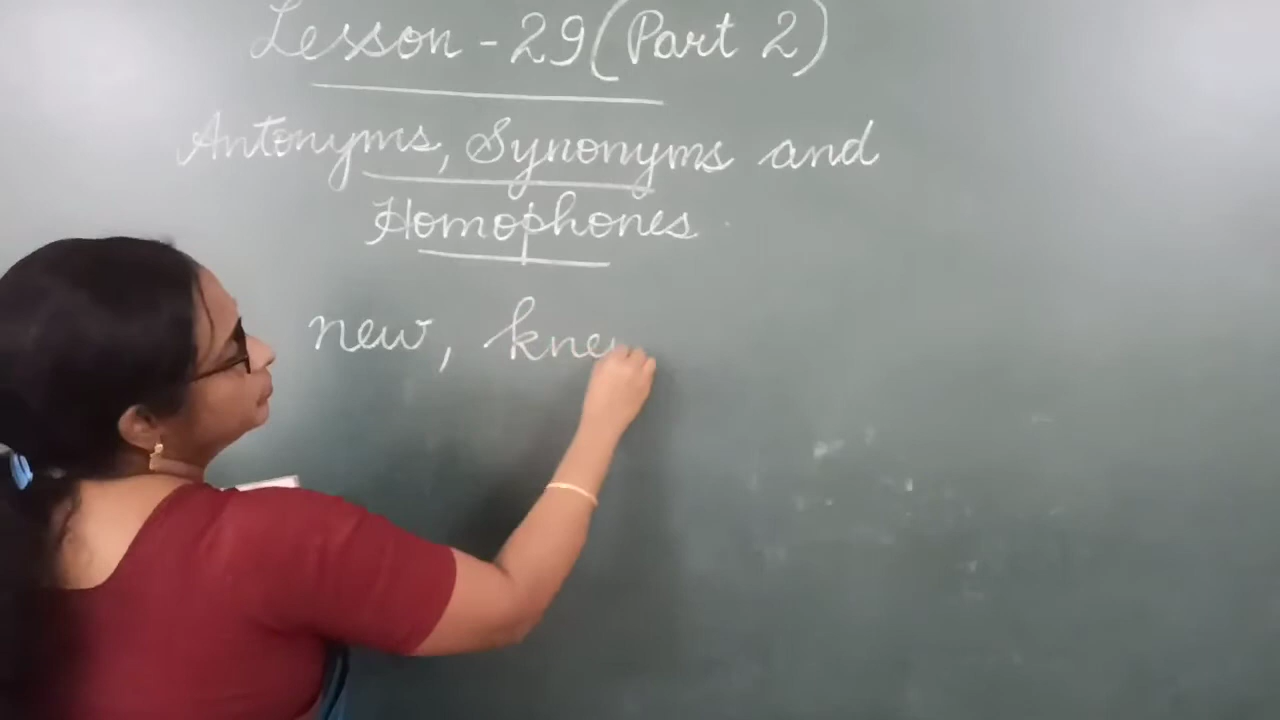 Lesson - 29 (Part 2)
Antonyms, Synonyms and
Homophones.
new, kne